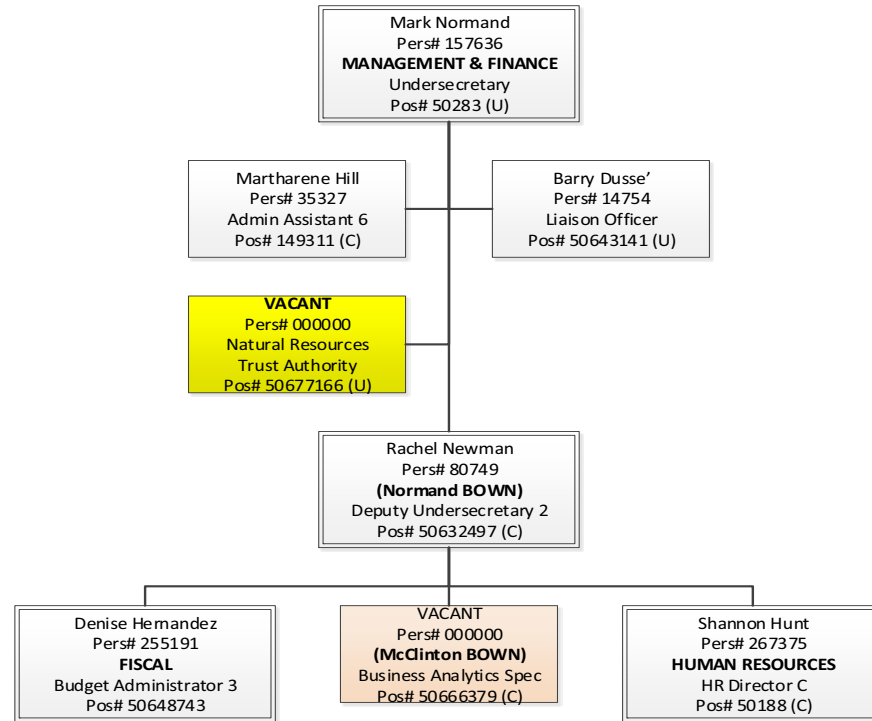 Mark Normand
Pers# 157636
MANAGEMENT & FINANCE
Undersecretary
Pos# 50283 (U)
Martharene Hill
Pers# 35327
Admin Assistant 6
Pos# 149311 (C)
Barry Dusse’
Pers# 14754
Liaison Officer
Pos# 50643141 (U)
VACANT
Pers# 000000
Natural Resources
Trust Authority
Pos# 50677166 (U)
Rachel Newman
Pers# 80749
(Normand BOWN)
Deputy Undersecretary 2
Pos# 50632497 (C)
Denise Hernandez
Pers# 255191
FISCAL
Budget Administrator 3
Pos# 50648743
VACANT
Pers# 000000
(McClinton BOWN)
Business Analytics Spec
Pos# 50666379 (C)
Shannon Hunt
Pers# 267375
HUMAN RESOURCES
HR Director C
Pos# 50188 (C)